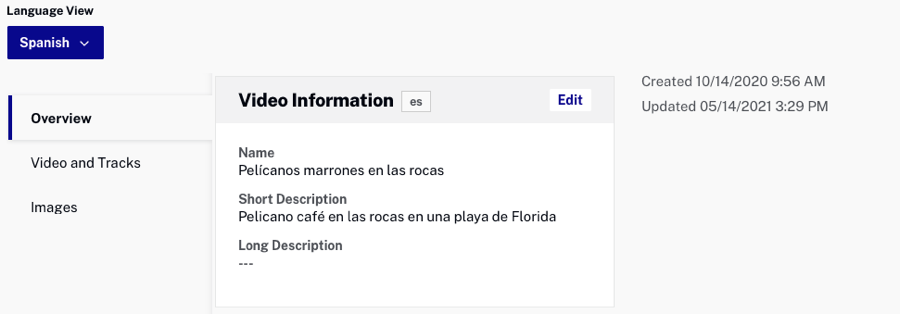 Language View
Spanish
Overview
Video and Tracks
Images
Video Information es
Edit
Name
Pelícanos marrones en las rocas
Short Description
Pelicano café en las rocas en una playa de Florida
Long Description
---
Created 10/14/2020 9:56 AM
Updated 05/14/2021 3:29 PM